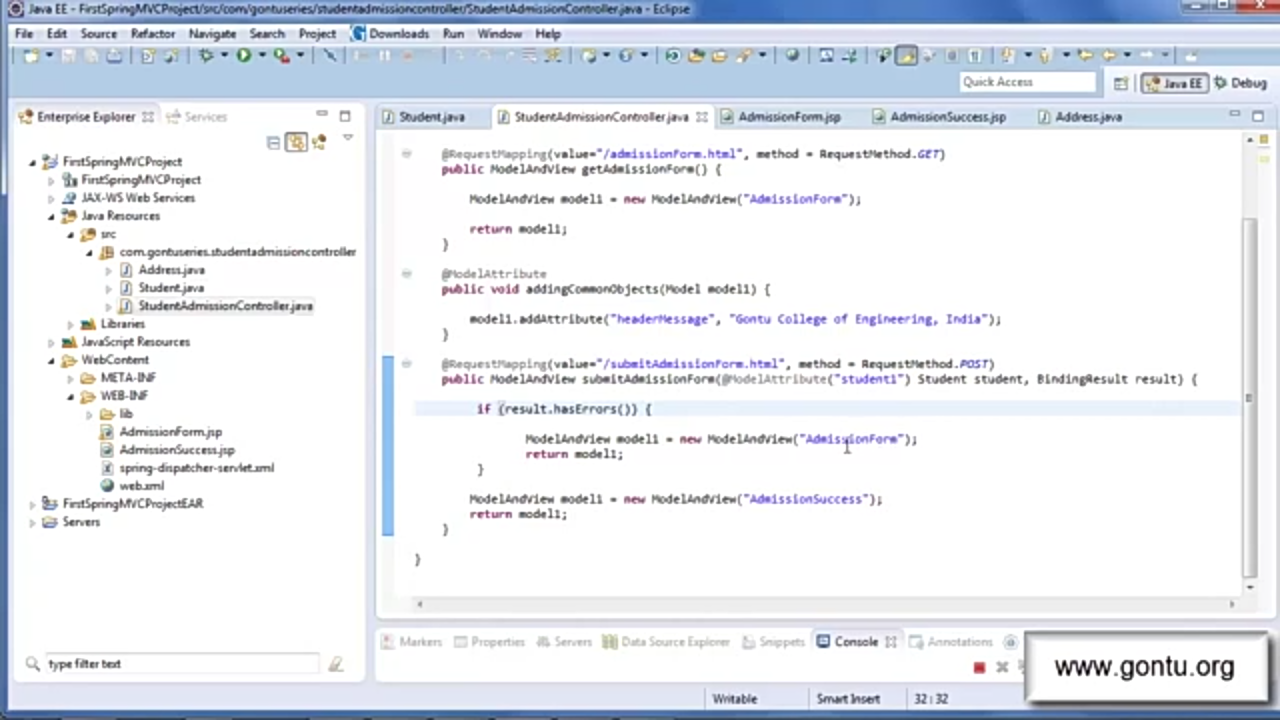 Java EE - FirstSpringMVCProject/src/com/gontuseries/studentadmissioncontroller/StudentAdmissionController.java - Eclipse
File Edit Source Refactor Navigate Search Project Downloads Run Window Help
Quick Access
Java EE
Debug
Enterprise Explorer
Services
FirstSpringMVCProject
FirstSpringMVCProject
JAX-WS Web Services
Java Resources
src
com.gontuseries.studentadmissioncontroller
Address.java
Student.java
StudentAdmissionController.java
Libraries
JavaScript Resources
WebContent
META-INF
WEB-INF
lib
AdmissionForm.jsp
AdmissionSuccess.jsp
spring-dispatcher-servlet.xml
web.xml
FirstSpringMVCProjectEAR
Servers
type filter text
Student.java
StudentAdmissionController.java
AdmissionForm.jsp
AdmissionSuccess.jsp
Address.java
@RequestMapping(value="/admissionForm.html", method = RequestMethod.GET)
public ModelAndView getAdmissionForm() {
ModelAndView model1 = new ModelAndView("AdmissionForm");
return model1;
}
@ModelAttribute
public void addingCommonObjects(Model model1) {
model1.addAttribute("headerMessage", "Gontu College of Engineering, India");
}
@RequestMapping(value="/submitAdmissionForm.html", method = RequestMethod.POST)
public ModelAndView submitAdmissionForm(@ModelAttribute("student1") Student student, BindingResult result) {
if (result.hasErrors()) {
ModelAndView model1 = new ModelAndView("AdmissionForm");
return model1;
}
ModelAndView model1 = new ModelAndView("AdmissionSuccess");
return model1;
}
}
Markers
Properties
Servers
Data Source Explorer
Snippets
Console
Annotations
www.gontu.org
Writable
Smart Insert
32:32